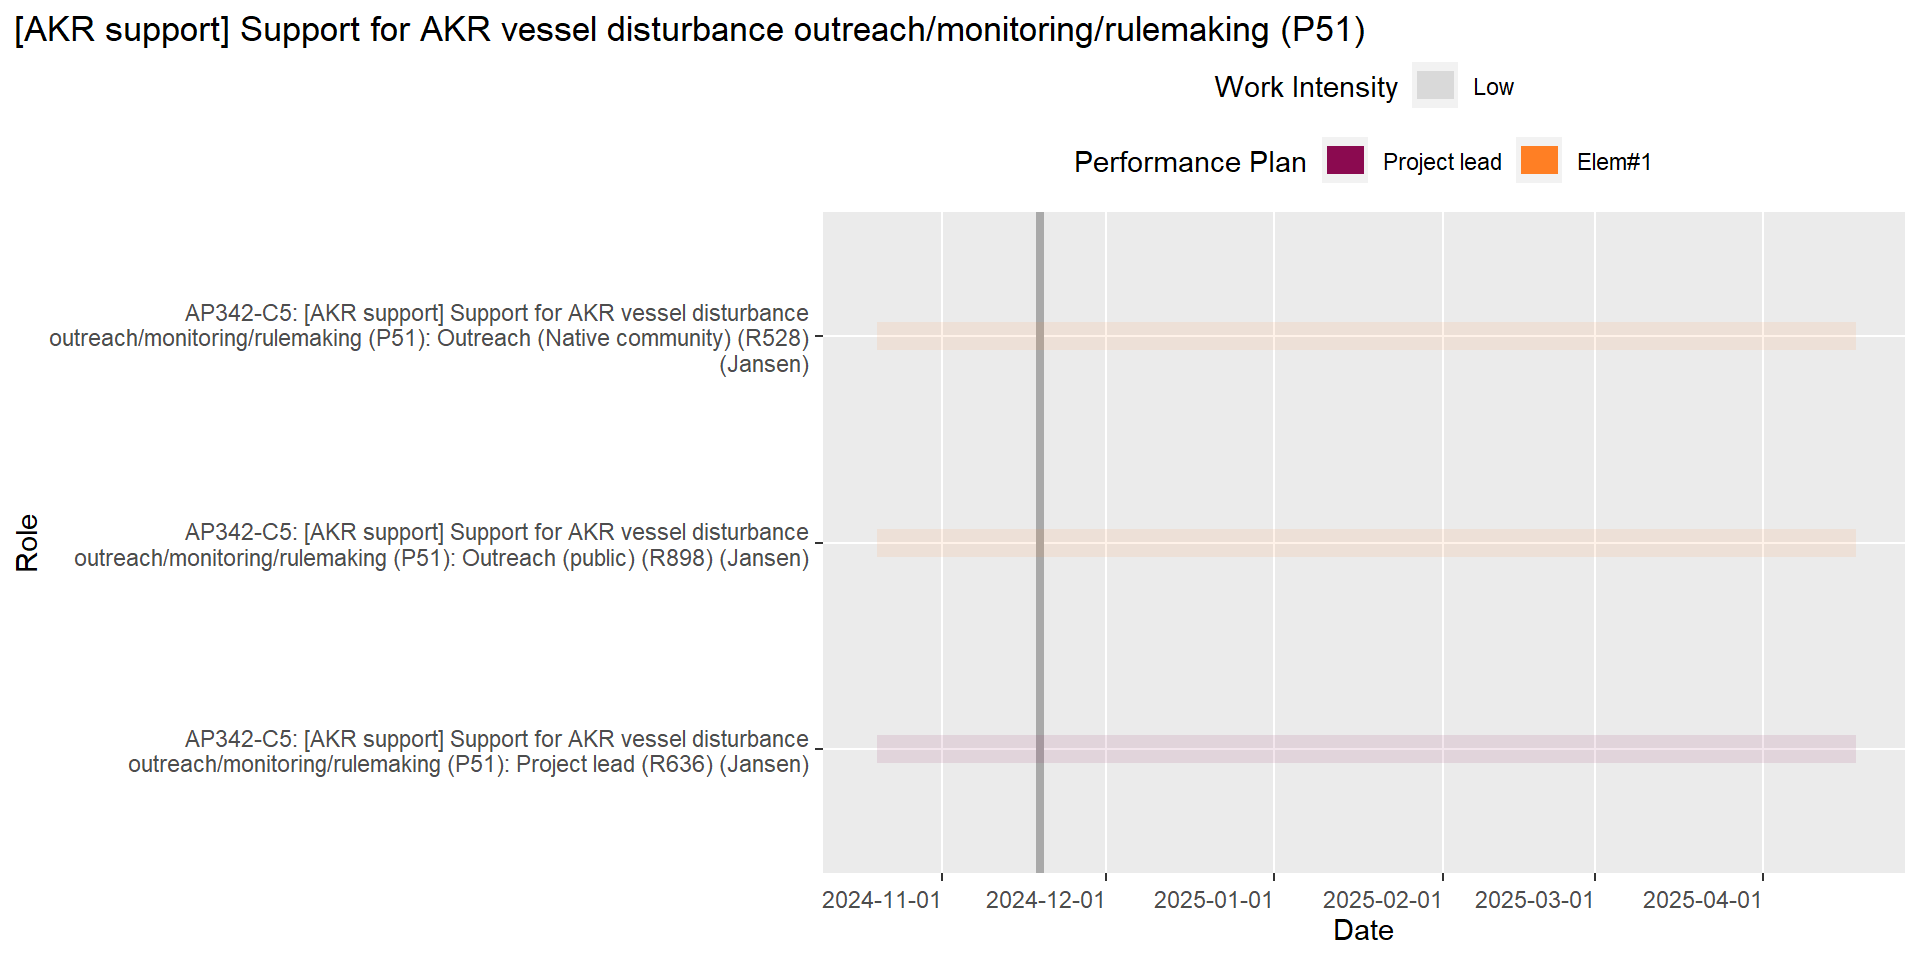 [AKR support] Support for AKR vessel disturbance outreach/monitoring/rulemaking (P51)
Work Intensity Low
Performance Plan Project lead Elem#1
AP342-C5: [AKR support] Support for AKR vessel disturbance
outreach/monitoring/rulemaking (P51): Outreach (Native community) (R528)
(Jansen)
AP342-C5: [AKR support] Support for AKR vessel disturbance
outreach/monitoring/rulemaking (P51): Outreach (public) (R898) (Jansen)
AP342-C5: [AKR support] Support for AKR vessel disturbance
outreach/monitoring/rulemaking (P51): Project lead (R636) (Jansen)
Role
2024-11-01 2024-12-01 2025-01-01 2025-02-01 2025-03-01 2025-04-01
Date